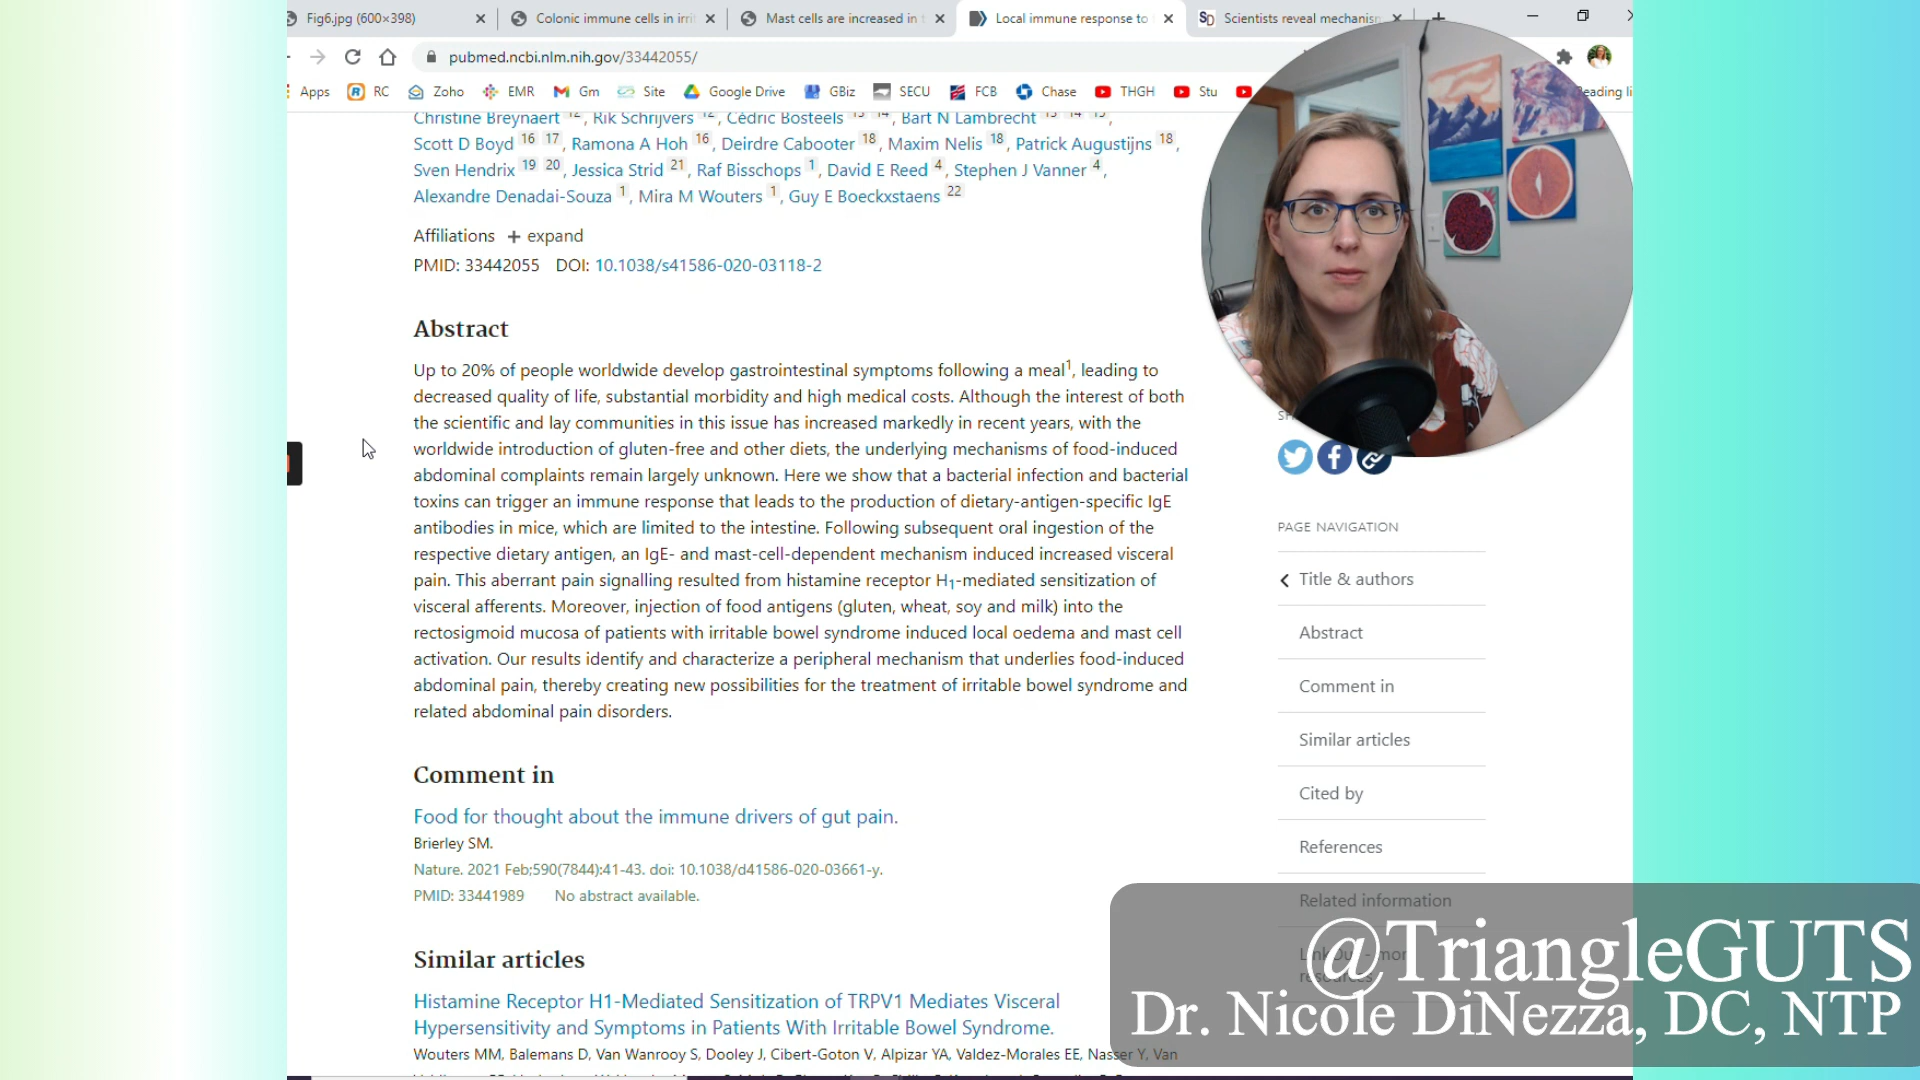 Fig6.jpg (600×398)
Colonic immune cells in irri
Mast cells are increased in t
Local immune response to
SD Scientists reveal mechanism
pubmed.ncbi.nlm.nih.gov/33442055/
Apps RC Zoho EMR Gm Site Google Drive GBiz SECU FCB Chase THGH Stu
eading li
Christine Breynaert 12, Rik Schrijvers 12, Cédric Bosteels 13 14, Bart N Lambrecht 13 14 15,
Scott D Boyd 16 17, Ramona A Hoh 16, Deirdre Cabooter 18, Maxim Nelis 18, Patrick Augustijns 18,
Sven Hendrix 19 20, Jessica Strid 21, Raf Bisschops 1, David E Reed 4, Stephen J Vanner 4,
Alexandre Denadai-Souza 1, Mira M Wouters 1, Guy E Boeckxstaens 22
Affiliations + expand
PMID: 33442055 DOI: 10.1038/s41586-020-03118-2
Abstract
Up to 20% of people worldwide develop gastrointestinal symptoms following a meal1, leading to
decreased quality of life, substantial morbidity and high medical costs. Although the interest of both
the scientific and lay communities in this issue has increased markedly in recent years, with the
worldwide introduction of gluten-free and other diets, the underlying mechanisms of food-induced
abdominal complaints remain largely unknown. Here we show that a bacterial infection and bacterial
toxins can trigger an immune response that leads to the production of dietary-antigen-specific IgE
antibodies in mice, which are limited to the intestine. Following subsequent oral ingestion of the
respective dietary antigen, an IgE- and mast-cell-dependent mechanism induced increased visceral
pain. This aberrant pain signalling resulted from histamine receptor H1-mediated sensitization of
visceral afferents. Moreover, injection of food antigens (gluten, wheat, soy and milk) into the
rectosigmoid mucosa of patients with irritable bowel syndrome induced local oedema and mast cell
activation. Our results identify and characterize a peripheral mechanism that underlies food-induced
abdominal pain, thereby creating new possibilities for the treatment of irritable bowel syndrome and
related abdominal pain disorders.
Comment in
Food for thought about the immune drivers of gut pain.
Brierley SM.
Nature. 2021 Feb;590(7844):41-43. doi: 10.1038/d41586-020-03661-y.
PMID: 33441989 No abstract available.
Similar articles
Histamine Receptor H1-Mediated Sensitization of TRPV1 Mediates Visceral
Hypersensitivity and Symptoms in Patients With Irritable Bowel Syndrome.
Wouters MM, Balemans D, Van Wanrooy S, Dooley J, Cibert-Goton V, Alpizar YA, Valdez-Morales EE, Nasser Y, Van
PAGE NAVIGATION
Title & authors
Abstract
Comment in
Similar articles
Cited by
References
Related information
@TriangleGUTS
Dr. Nicole DiNezza, DC, NTP